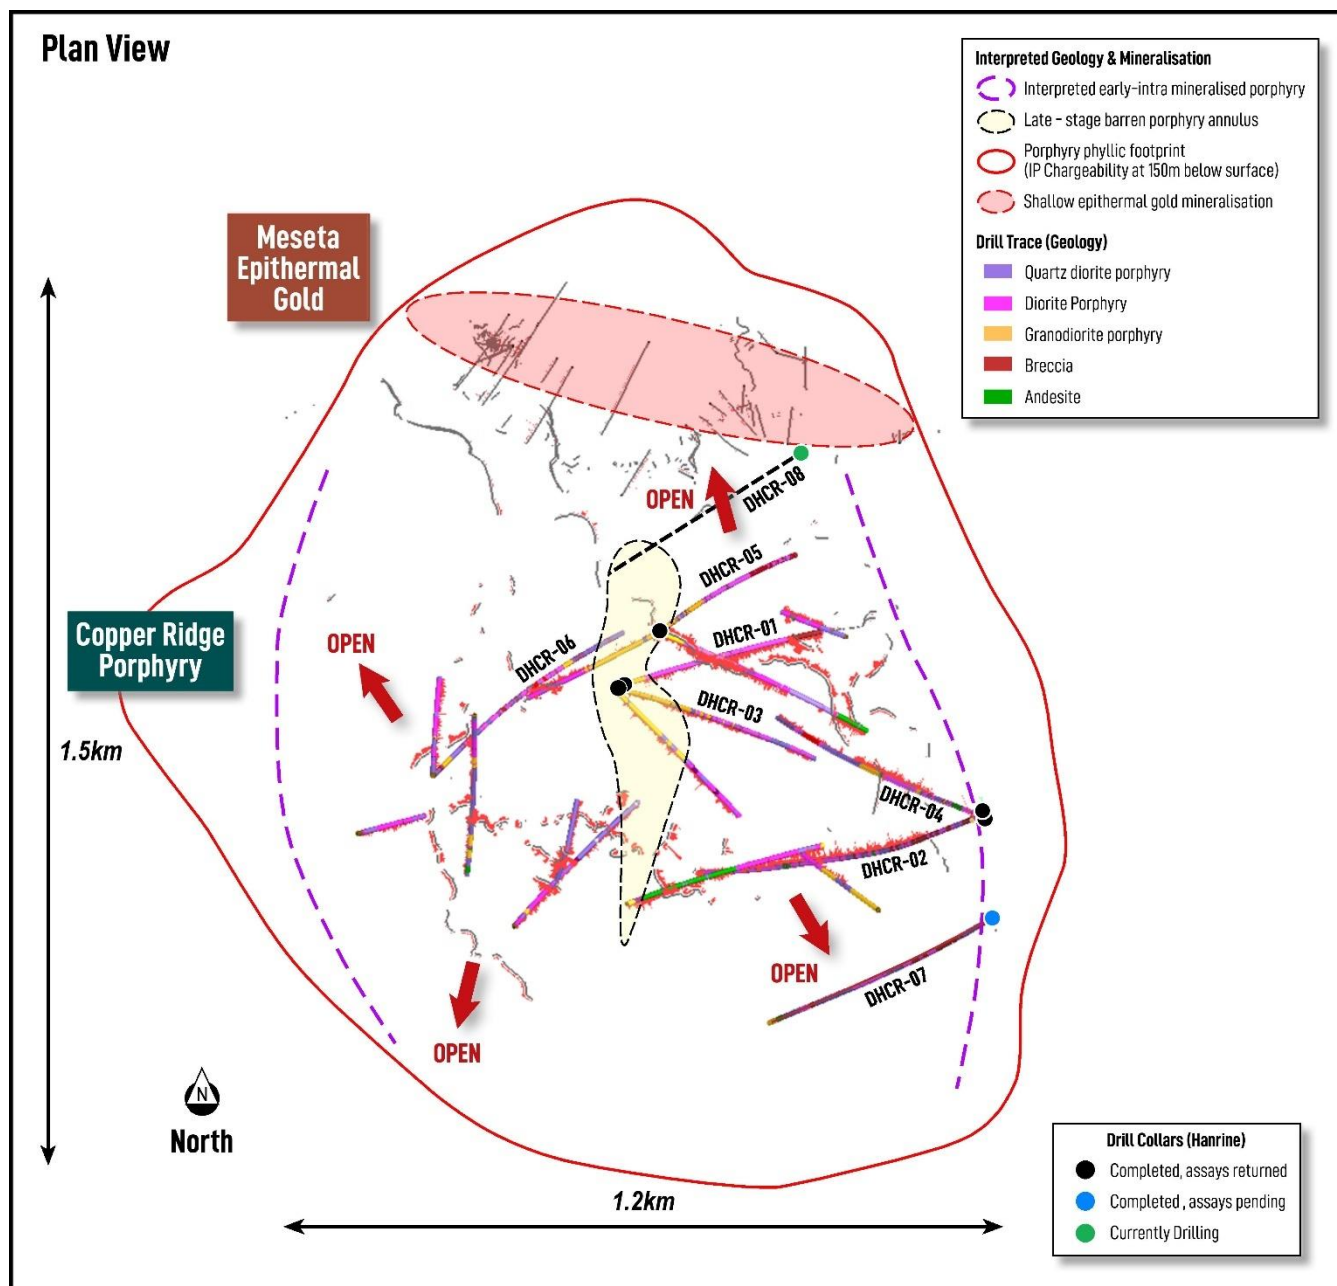 Plan View
Interpreted Geology & Mineralisation
Interpreted early-intra mineralised porphyry
Late - stage barren porphyry annulus
Porphyry phyllic footprint
(IP Chargeability at 150m below surface)
Shallow epithermal gold mineralisation
Drill Trace (Geology)
Quartz diorite porphyry
Diorite Porphyry
Granodiorite porphyry
Breccia
Andesite
Meseta
Epithermal
Gold
OPEN
DHCR-08
DHCR-05
DHCR-01
DHCR-06
Copper Ridge
Porphyry
OPEN
DHCR-03
1.5km
DHCR-04
DHCR-02
OPEN
DHCR-07
OPEN
N
North
1.2km
Drill Collars (Hanrine)
Completed, assays returned
Completed , assays pending
Currently Drilling